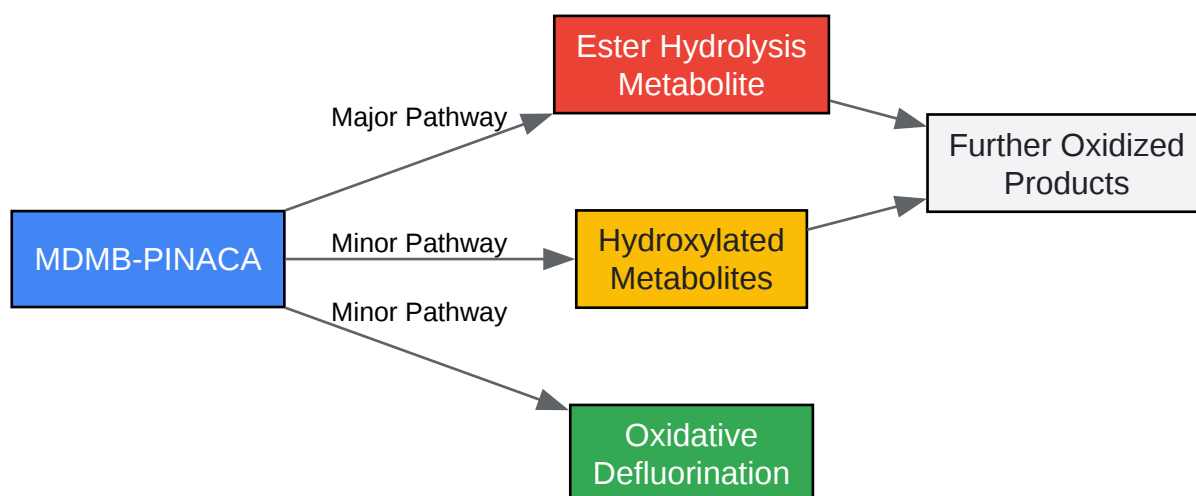 Ester Hydrolysis
Metabolite
Major Pathway
Further Oxidized
Products
MDMB-PINACA
Minor Pathway
Hydroxylated
Metabolites
Minor Pathway
Oxidative
Defluorination